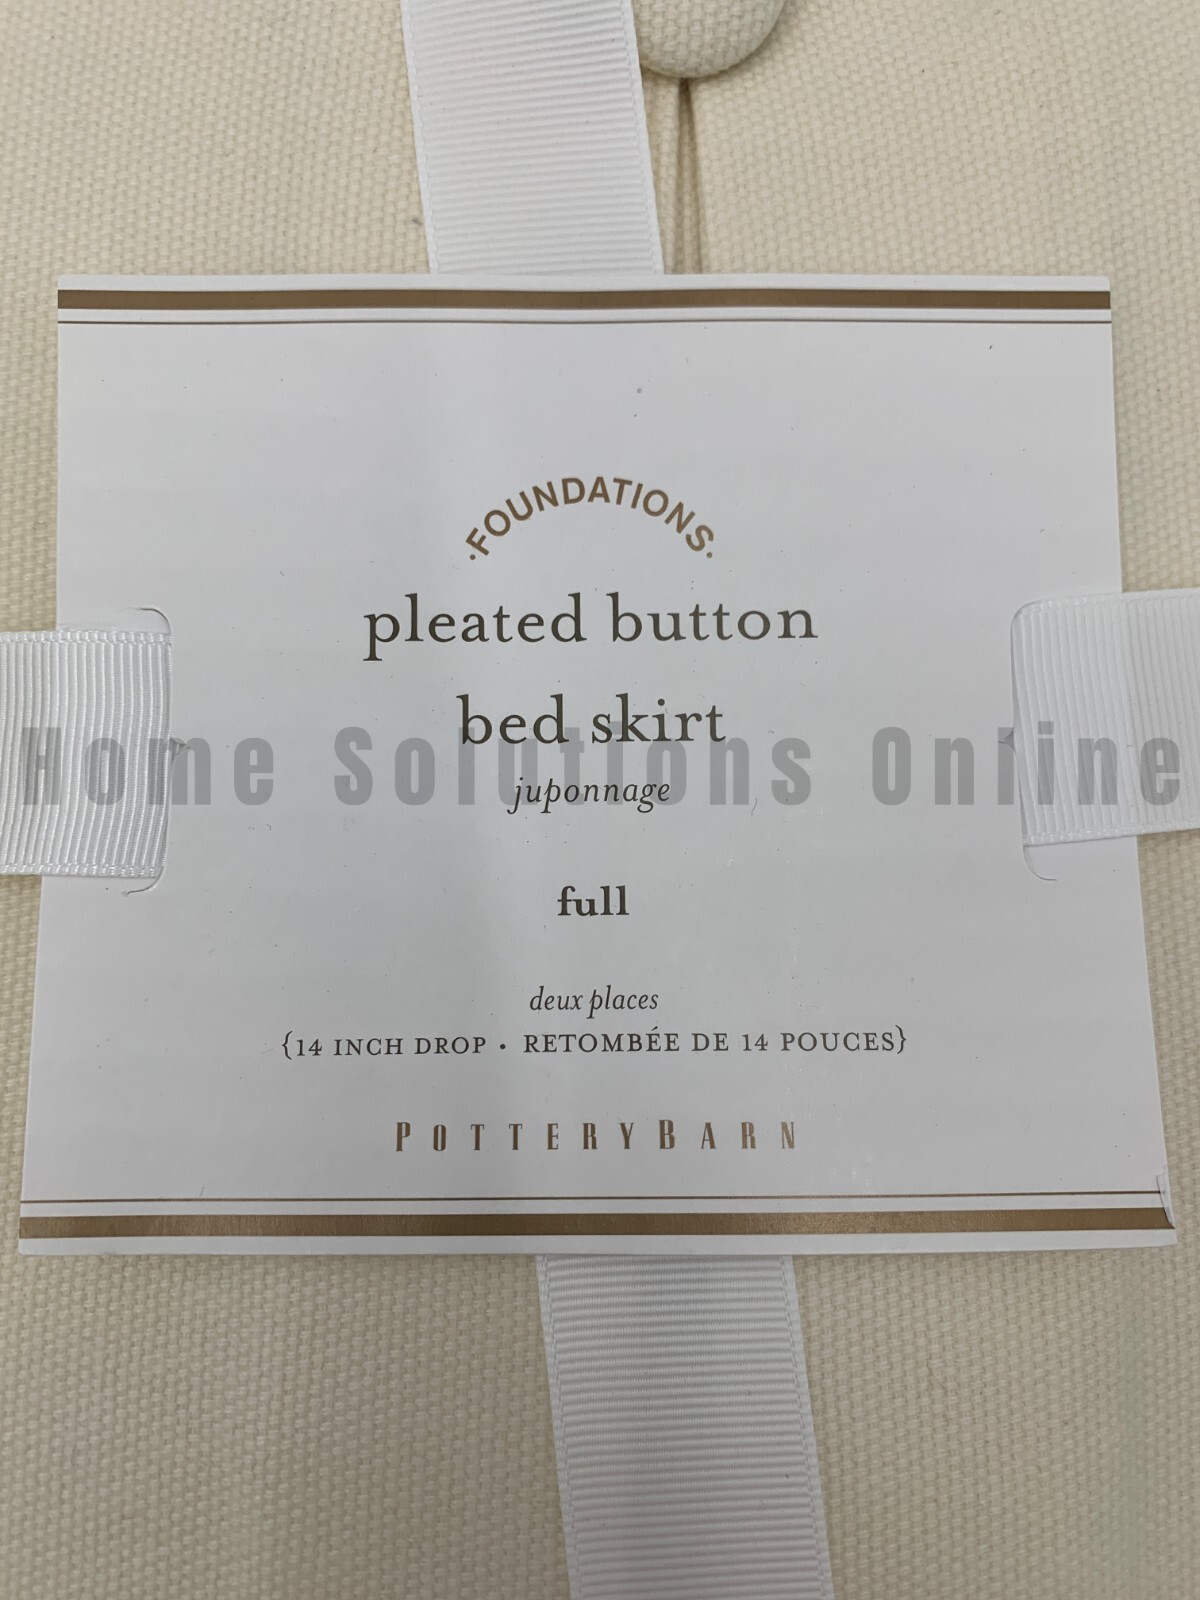 ·FOUNDATIONS·
pleated button
bed skirt
Home Solutions Online
juponnage
full
deux places
{14 INCH DROP • RETOMBÉE DE 14 POUCES}
POTTERYBARN